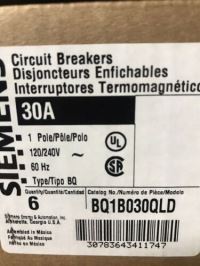 SIEMENS
Circuit Breakers
Disjoncteurs Enfichables
Interruptores Termomagnético
30A
1 Pole/Pôle/Polo
120/240V ~
60 Hz
Type/Tipo BQ
UL
Quantity/Quantité/Cantidad
6
Catalog No./Numéro de Pièce/Modelo
BQ1B030QLD
Siemens Energy & Automation, Inc.
Alpharetta, Georgia U.S.A.
Assembled in Mexico
Fabriqué Au Mexique
Hecho en México
30783643411747